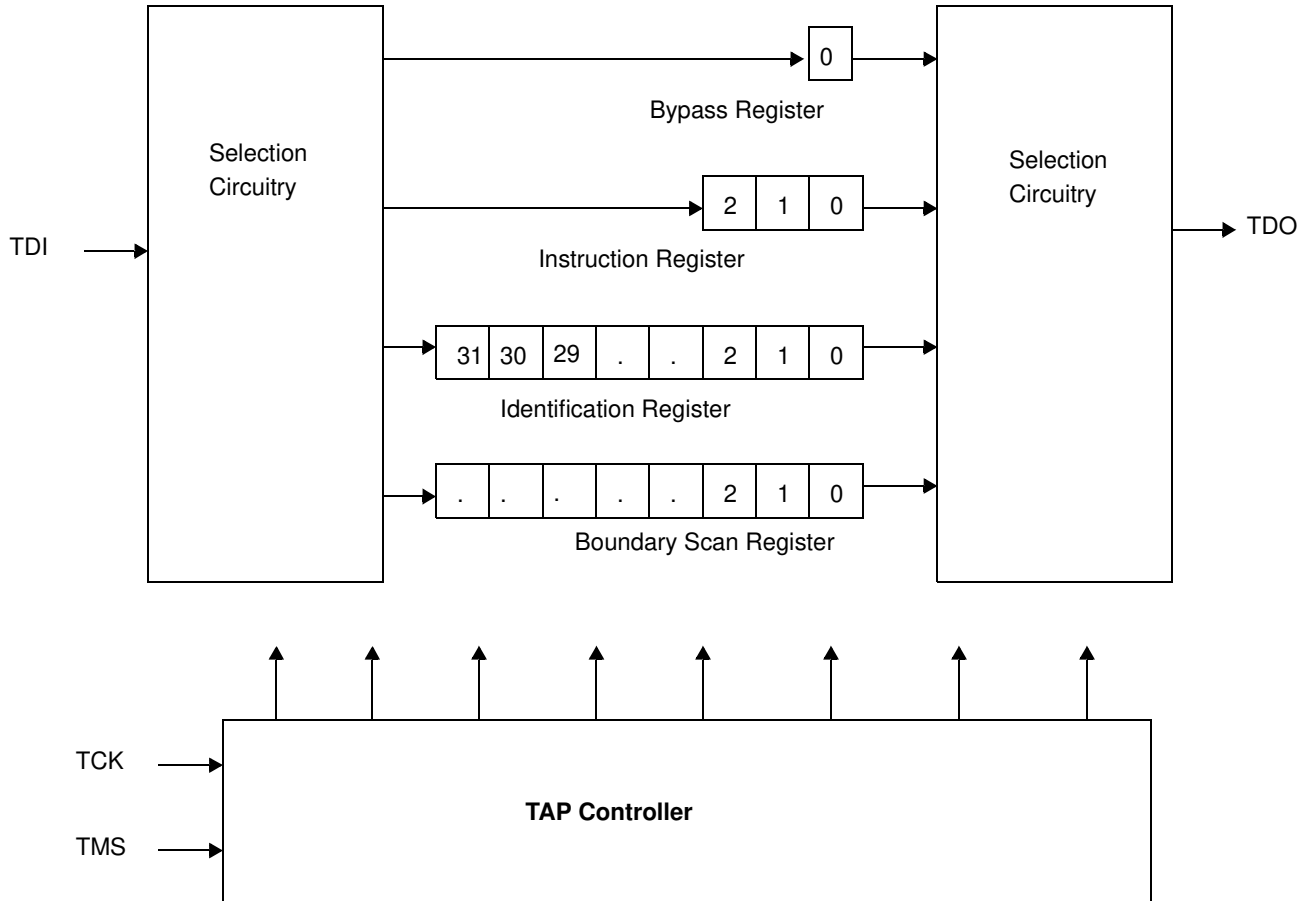 0
Bypass Register
Selection
Circuitry
Selection
Circuitry
2 1 0
TDI
TDO
Instruction Register
31 30 29 . . 2 1 0
Identification Register
. . . . . 2 1 0
Boundary Scan Register
TCK
TAP Controller
TMS